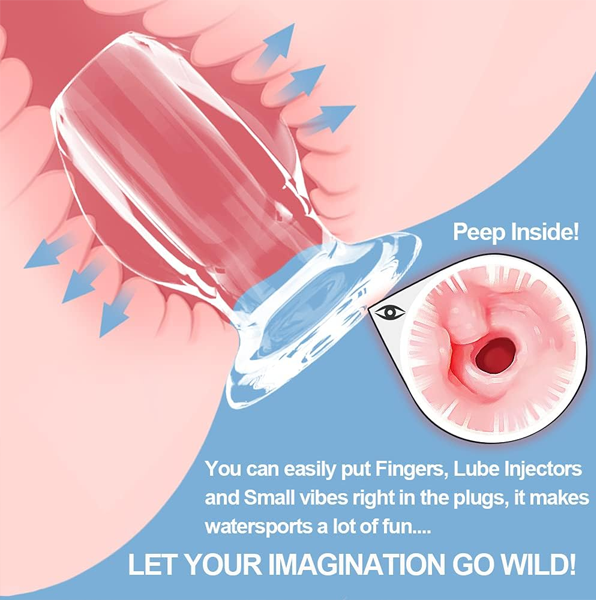 Peep Inside!
You can easily put Fingers, Lube Injectors
and Small vibes right in the plugs, it makes
watersports a lot of fun....
LET YOUR IMAGINATION GO WILD!